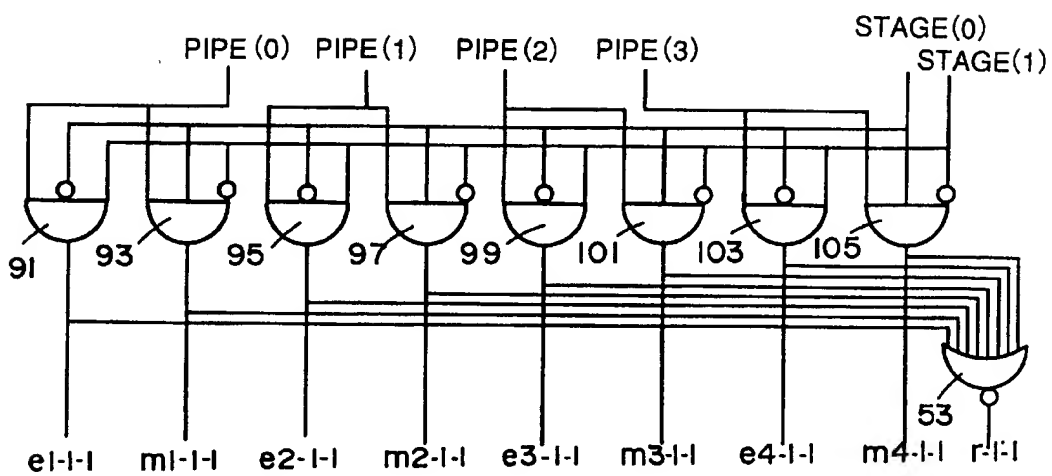 STAGE(0)
PIPE(0) PIPE(1) PIPE(2) PIPE(3) STAGE(1)
91 93 95 97 99 101 103 105
53
e1-1-1 m1-1-1 e2-1-1 m2-1-1 e3-1-1 m3-1-1 e4-1-1 m4-1-1 r-1-1